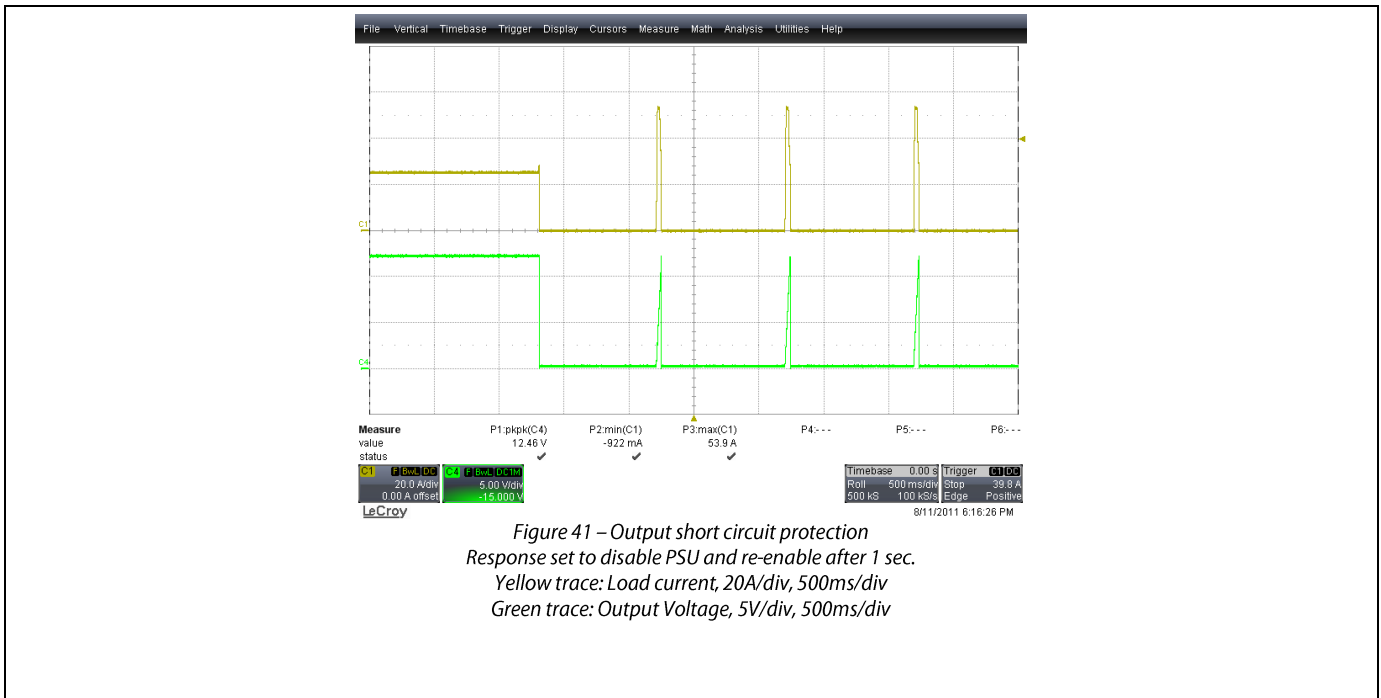 File Vertical Timebase Trigger Display Cursors Measure Math Analysis Utilities Help
C1
C4
Measure P1:pkpk(C4) P2:min(C1) P3:max(C1) P4:- - - P5:- - - P6:- - -
value 12.46 V -922 mA 53.9 A
status
C1 F BwL DC C4 F BwL DC1M Timebase 0.00 s Trigger C1 DC
20.0 A/div 5.00 V/div Roll 500 ms/div Stop 39.8 A
0.00 A offset -15.000 V 500 kS 100 kS/s Edge Positive
LeCroy 8/11/2011 6:16:26 PM
Figure 41 – Output short circuit protection
Response set to disable PSU and re-enable after 1 sec.
Yellow trace: Load current, 20A/div, 500ms/div
Green trace: Output Voltage, 5V/div, 500ms/div